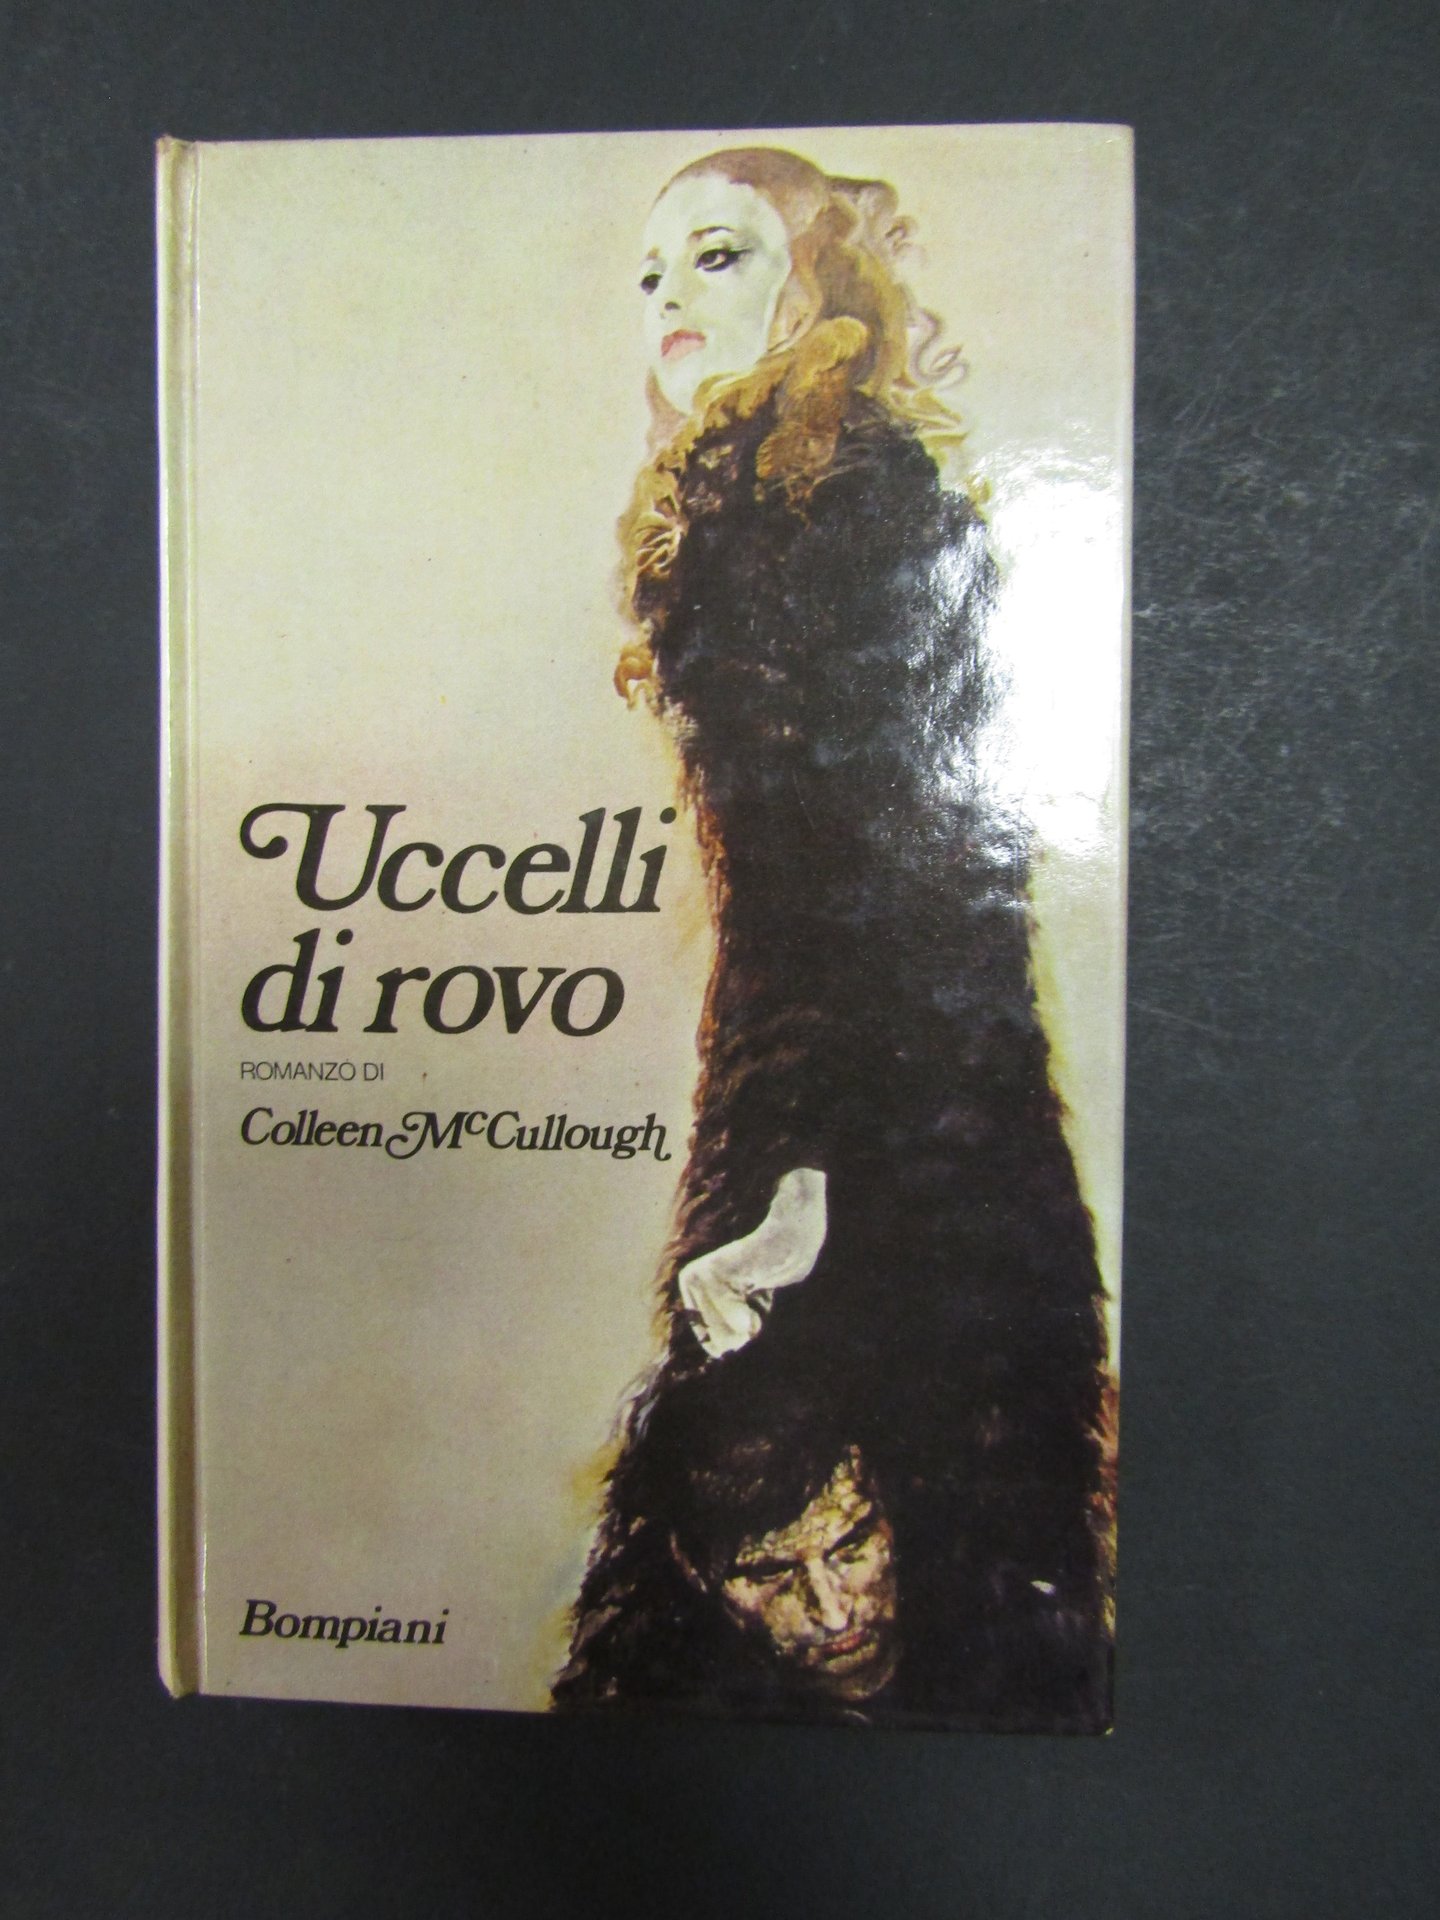 Uccelli
di rovo
ROMANZO DI
Colleen McCullough
Bompiani